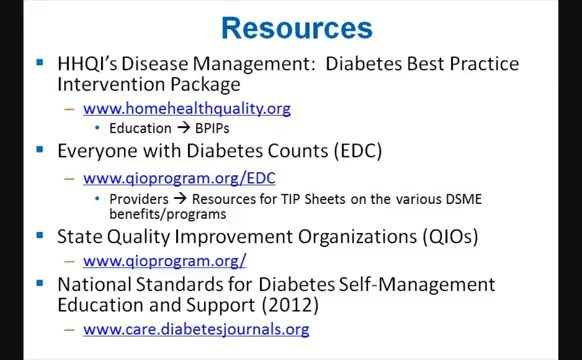 Resources
▪ HHQI's Disease Management: Diabetes Best Practice
Intervention Package
– www.homehealthquality.org
• Education → BPIPs
▪ Everyone with Diabetes Counts (EDC)
– www.qioprogram.org/EDC
• Providers → Resources for TIP Sheets on the various DSME
benefits/programs
▪ State Quality Improvement Organizations (QIOs)
– www.qioprogram.org/
▪ National Standards for Diabetes Self-Management
Education and Support (2012)
– www.care.diabetesjournals.org